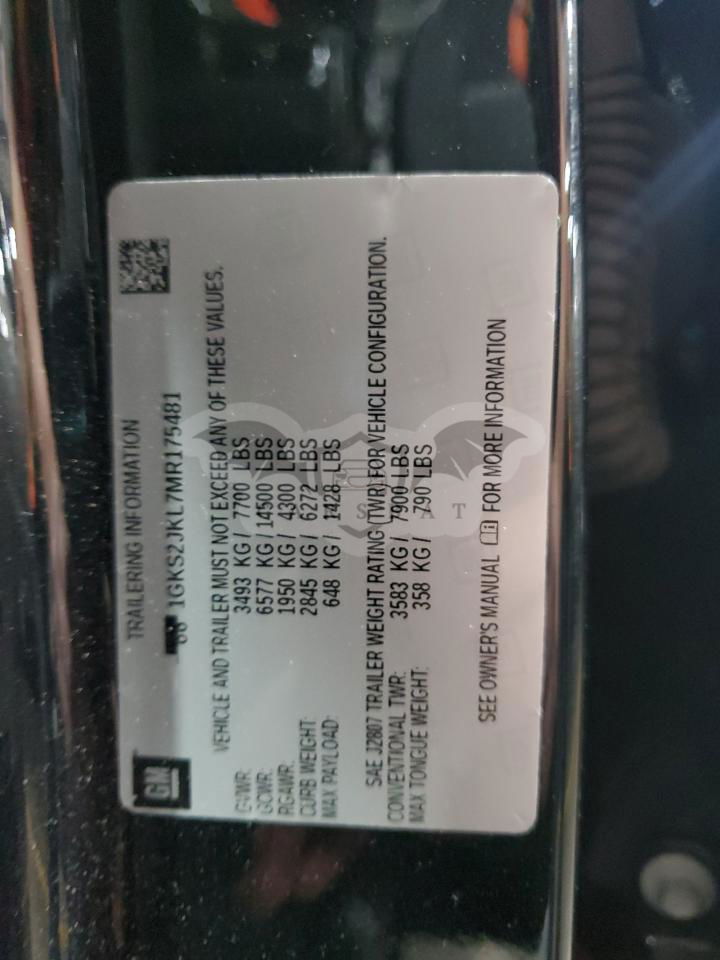 GM
TRAILERING INFORMATION
1GKS2JKL7MR175481
VEHICLE AND TRAILER MUST NOT EXCEED ANY OF THESE VALUES.
GVWR: 3493 KG / 7700 LBS
GCWR: 6577 KG / 14500 LBS
RGAWR: 1950 KG / 4300 LBS
CURB WEIGHT: 2845 KG / 6272 LBS
MAX PAYLOAD: 648 KG / 1428 LBS
SAE J2807 TRAILER WEIGHT RATING (TWR) FOR VEHICLE CONFIGURATION.
CONVENTIONAL TWR: 3583 KG / 7900 LBS
MAX TONGUE WEIGHT: 358 KG / 790 LBS
SEE OWNER'S MANUAL FOR MORE INFORMATION